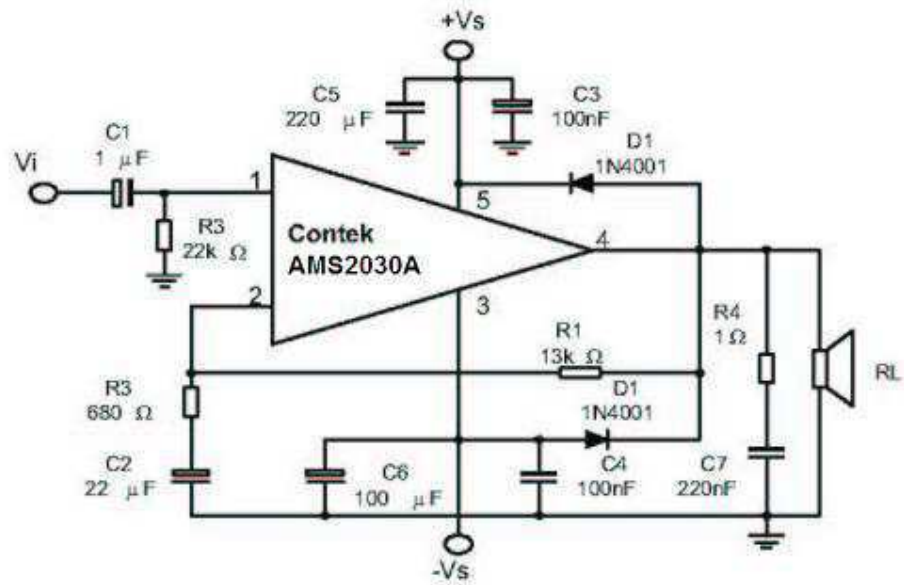 +Vs
C5
220 μF
C3
100nF
C1
1 μF
D1
1N4001
Vi
1
5
R3
22k Ω
Contek
AMS2030A
4
2
3
R1
13k Ω
R4
1Ω
R3
680 Ω
D1
1N4001
RL
C2
22 μF
C6
100 μF
C4
100nF
C7
220nF
-Vs